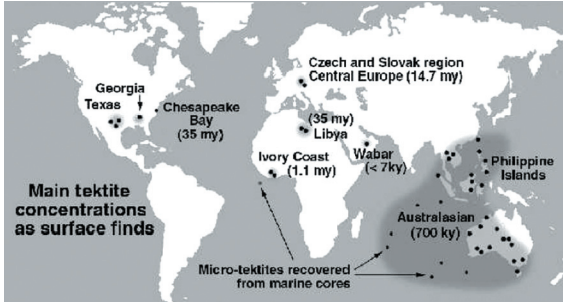 Czech and Slovak region
Central Europe (14.7 my)
Georgia
Texas
Chesapeake
Bay
(35 my)
(35 my)
Libya
Wabar
(< 7ky)
Ivory Coast
(1.1 my)
Philippine
Islands
Main tektite
concentrations
as surface finds
Australasian
(700 ky)
Micro-tektites recovered
from marine cores